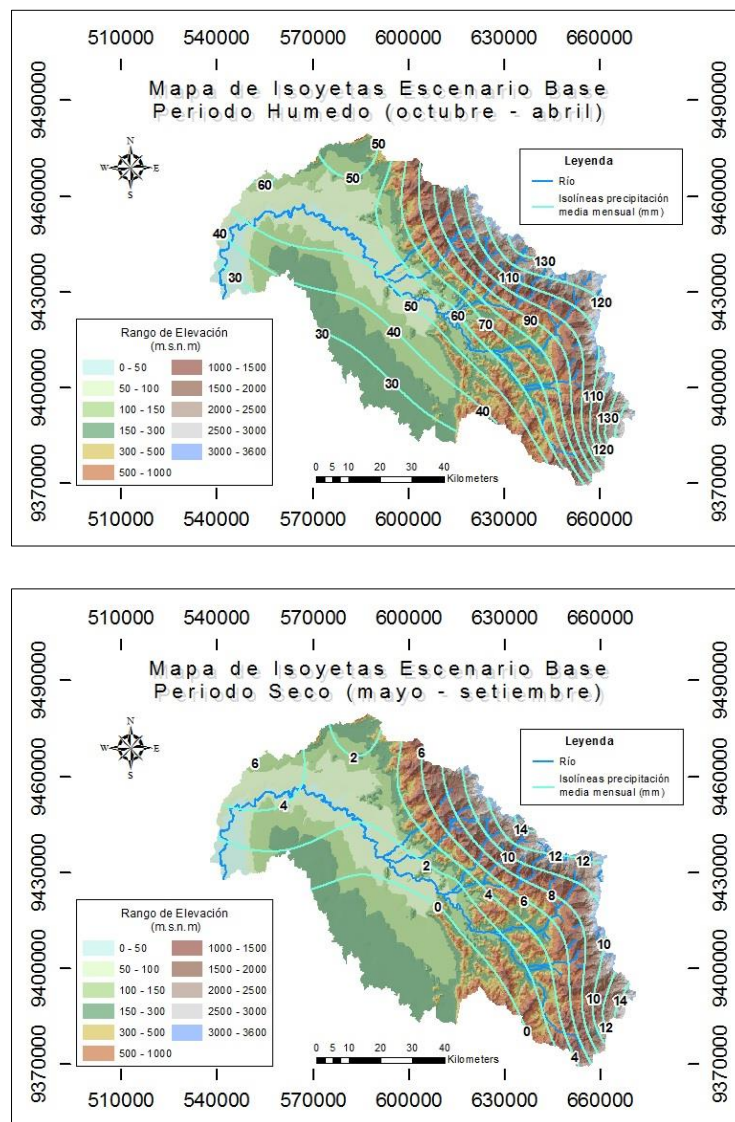 510000 540000 570000 600000 630000 660000
Mapa de Isoyetas Escenario Base
Periodo Humedo (octubre - abril)
9490000
9460000
9430000
9400000
9370000
9490000
9460000
9430000
9400000
9370000
N
W E
S
Leyenda
Río
Isolíneas precipitación
media mensual (mm)
50
60
50
40
130
30
110
120
50
60
90
70
30
40
30
110
40
130
120
Rango de Elevación
(m.s.n.m)
0 - 50
50 - 100
100 - 150
150 - 300
300 - 500
500 - 1000
1000 - 1500
1500 - 2000
2000 - 2500
2500 - 3000
3000 - 3600
0 5 10 20 30 40
Kilometers
510000 540000 570000 600000 630000 660000
510000 540000 570000 600000 630000 660000
Mapa de Isoyetas Escenario Base
Periodo Seco (mayo - setiembre)
9490000
9460000
9430000
9400000
9370000
9490000
9460000
9430000
9400000
9370000
N
W E
S
Leyenda
Río
Isolíneas precipitación
media mensual (mm)
6
2
6
4
14
10
12
12
2
4
6
8
0
10
10
14
12
0
4
Rango de Elevación
(m.s.n.m)
0 - 50
50 - 100
100 - 150
150 - 300
300 - 500
500 - 1000
1000 - 1500
1500 - 2000
2000 - 2500
2500 - 3000
3000 - 3600
0 5 10 20 30 40
Kilometers
510000 540000 570000 600000 630000 660000